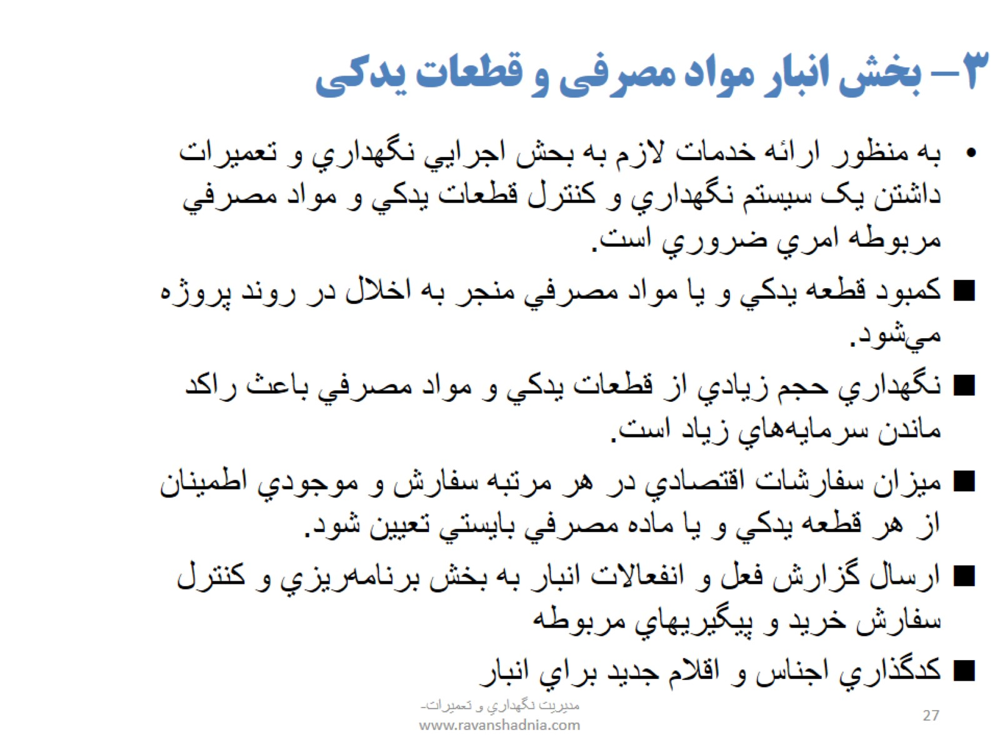 ۳- بخش انبار مواد مصرفی و قطعات یدکی
• به منظور ارائه خدمات لازم به بحش اجرايي نگهداري و تعميرات
داشتن يک سيستم نگهداري و کنترل قطعات يدکي و مواد مصرفي
مربوطه امري ضروري است.
■ کمبود قطعه يدکي و يا مواد مصرفي منجر به اخلال در روند پروژه
مي‌شود.
■ نگهداري حجم زيادي از قطعات يدکي و مواد مصرفي باعث راکد
ماندن سرمايه‌هاي زياد است.
■ ميزان سفارشات اقتصادي در هر مرتبه سفارش و موجودي اطمينان
از هر قطعه يدکي و يا ماده مصرفي بايستي تعيين شود.
■ ارسال گزارش فعل و انفعالات انبار به بخش برنامه‌ريزي و کنترل
سفارش خريد و پيگيريهاي مربوطه
■ کدگذاري اجناس و اقلام جديد براي انبار
مديريت نگهداري و تعميرات-
www.ravanshadnia.com
27